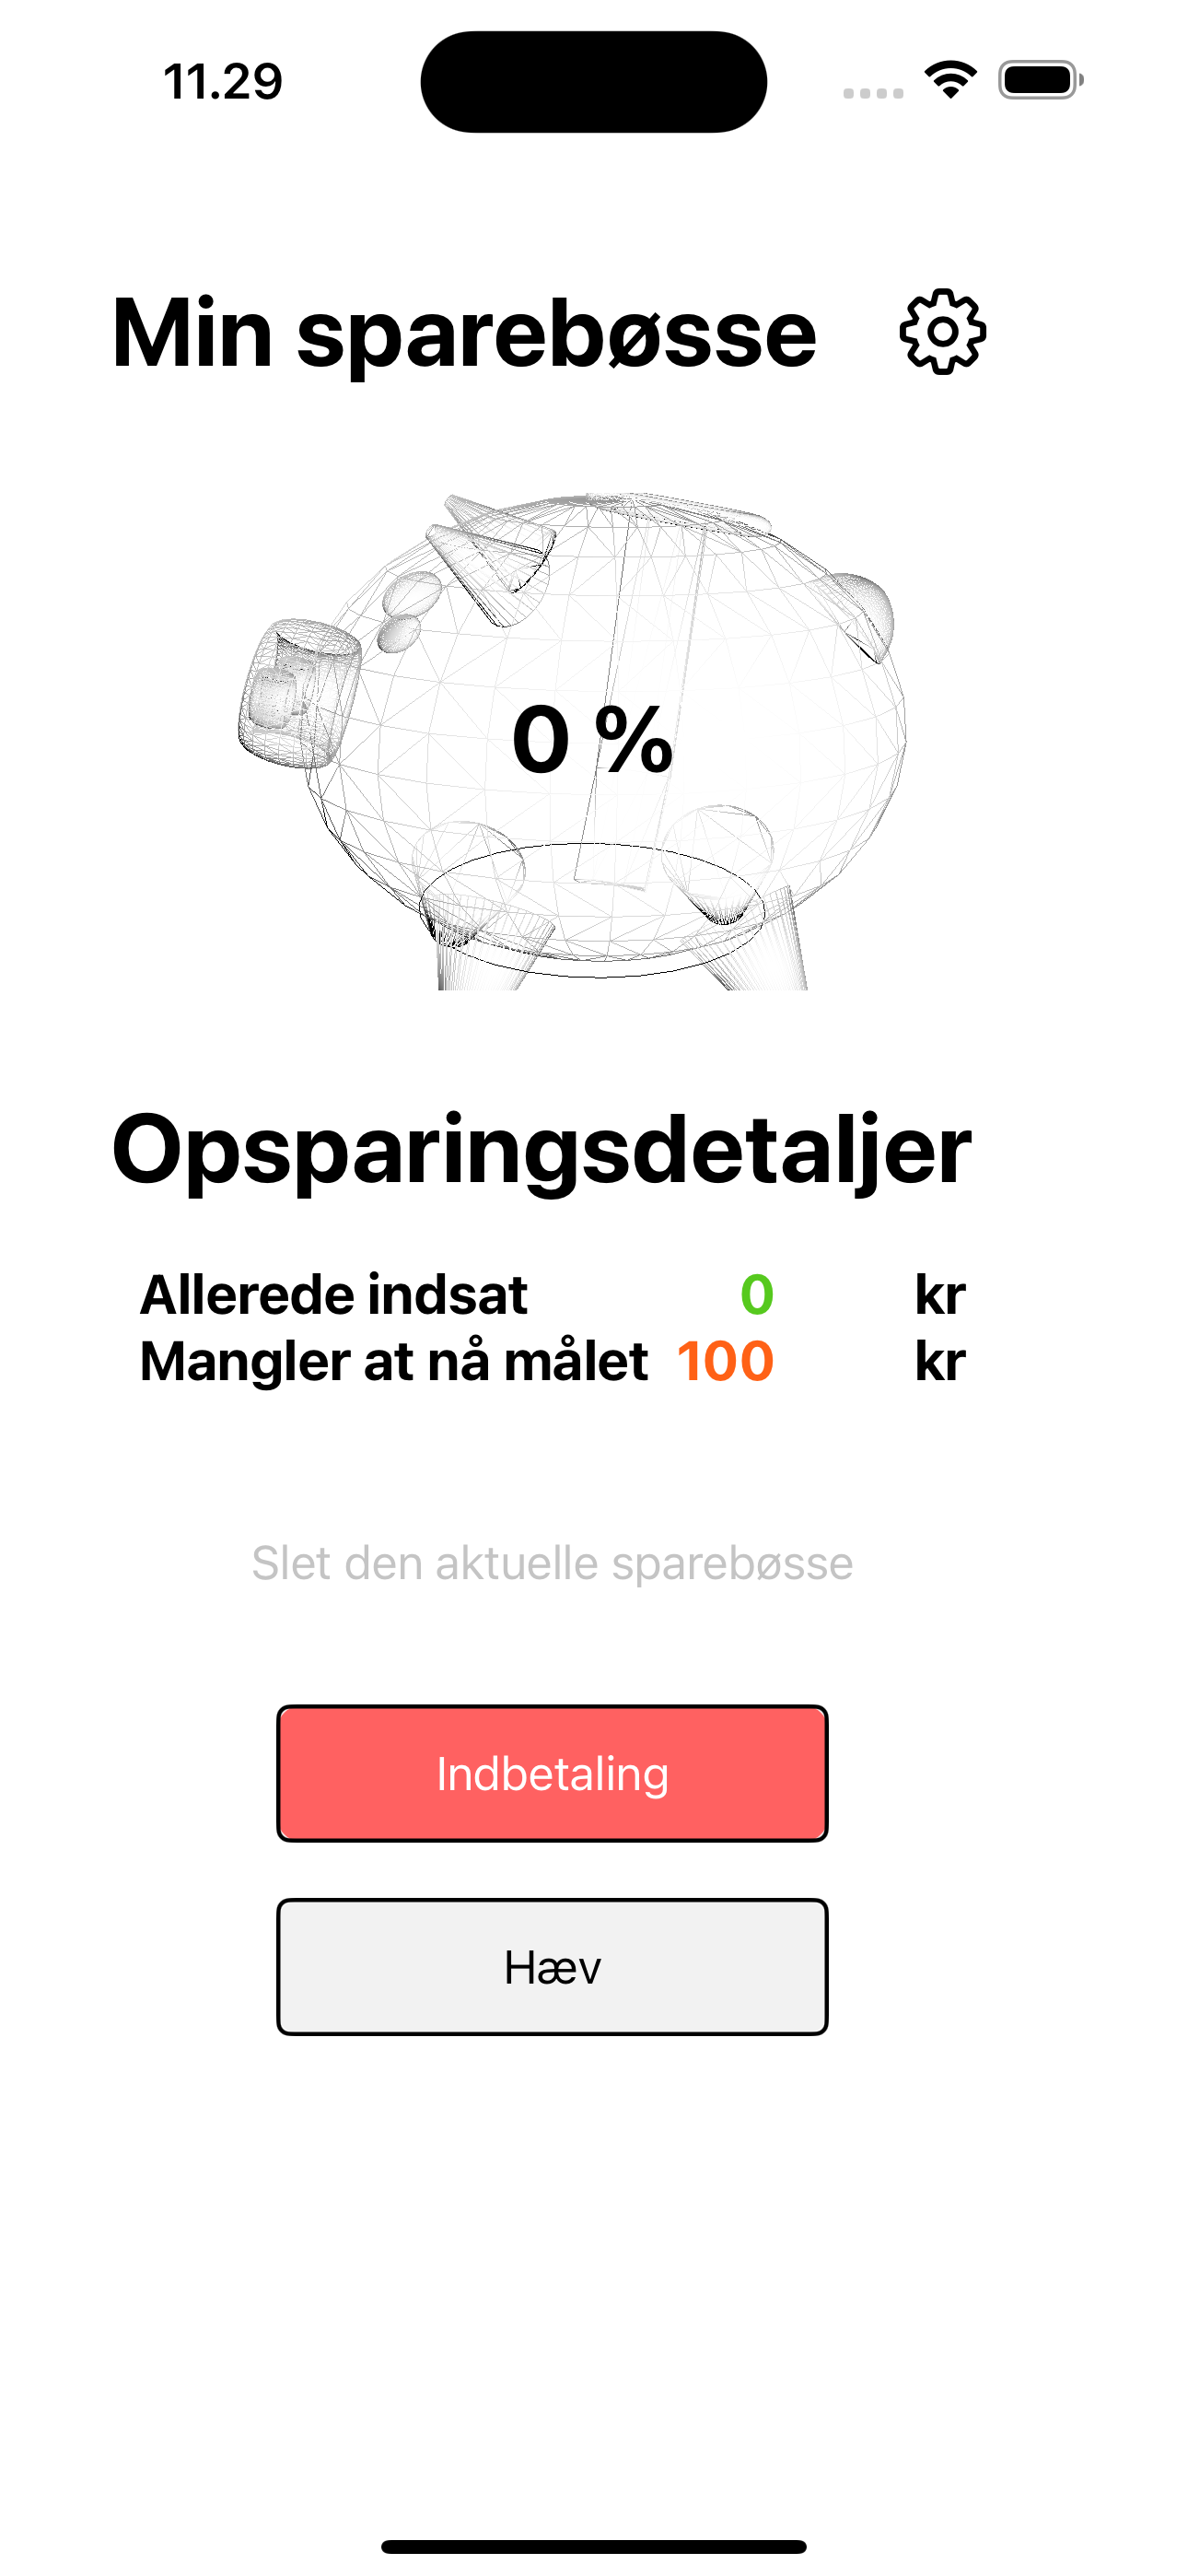 11.29
Min sparebøsse
0 %
Opsparingsdetaljer
Allerede indsat 0 kr
Mangler at nå målet 100 kr
Slet den aktuelle sparebøsse
Indbetaling
Hæv